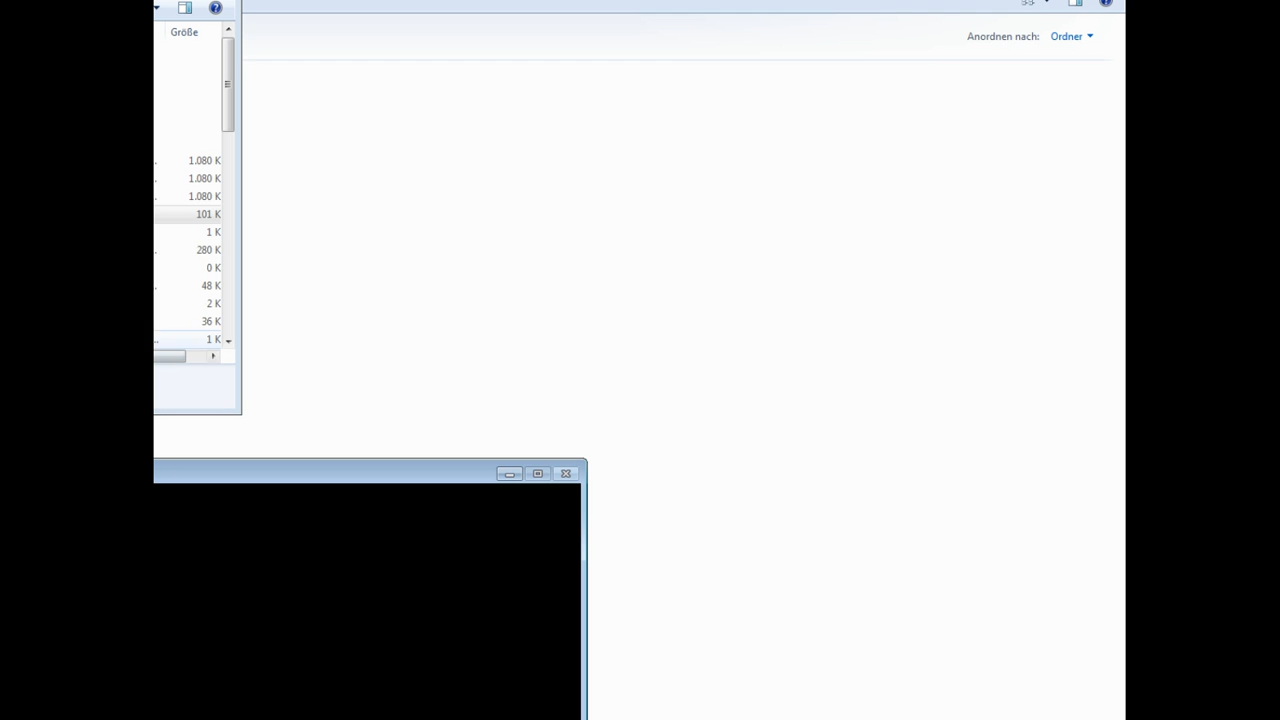 Größe
Anordnen nach: Ordner
1.080 K
1.080 K
1.080 K
101 K
1 K
280 K
0 K
48 K
2 K
36 K
1 K